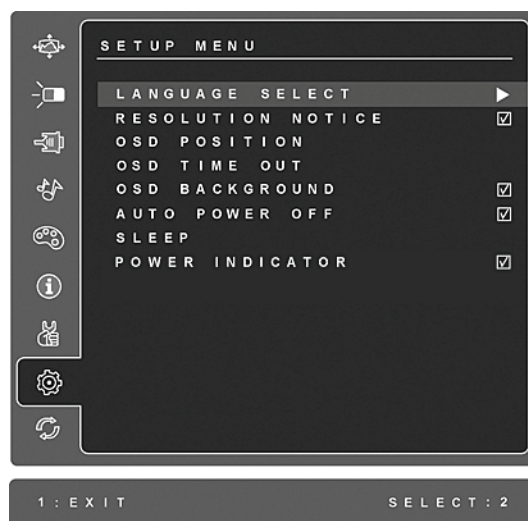 SETUP MENU
LANGUAGE SELECT
RESOLUTION NOTICE
OSD POSITION
OSD TIME OUT
OSD BACKGROUND
AUTO POWER OFF
SLEEP
POWER INDICATOR
1:EXIT SELECT:2